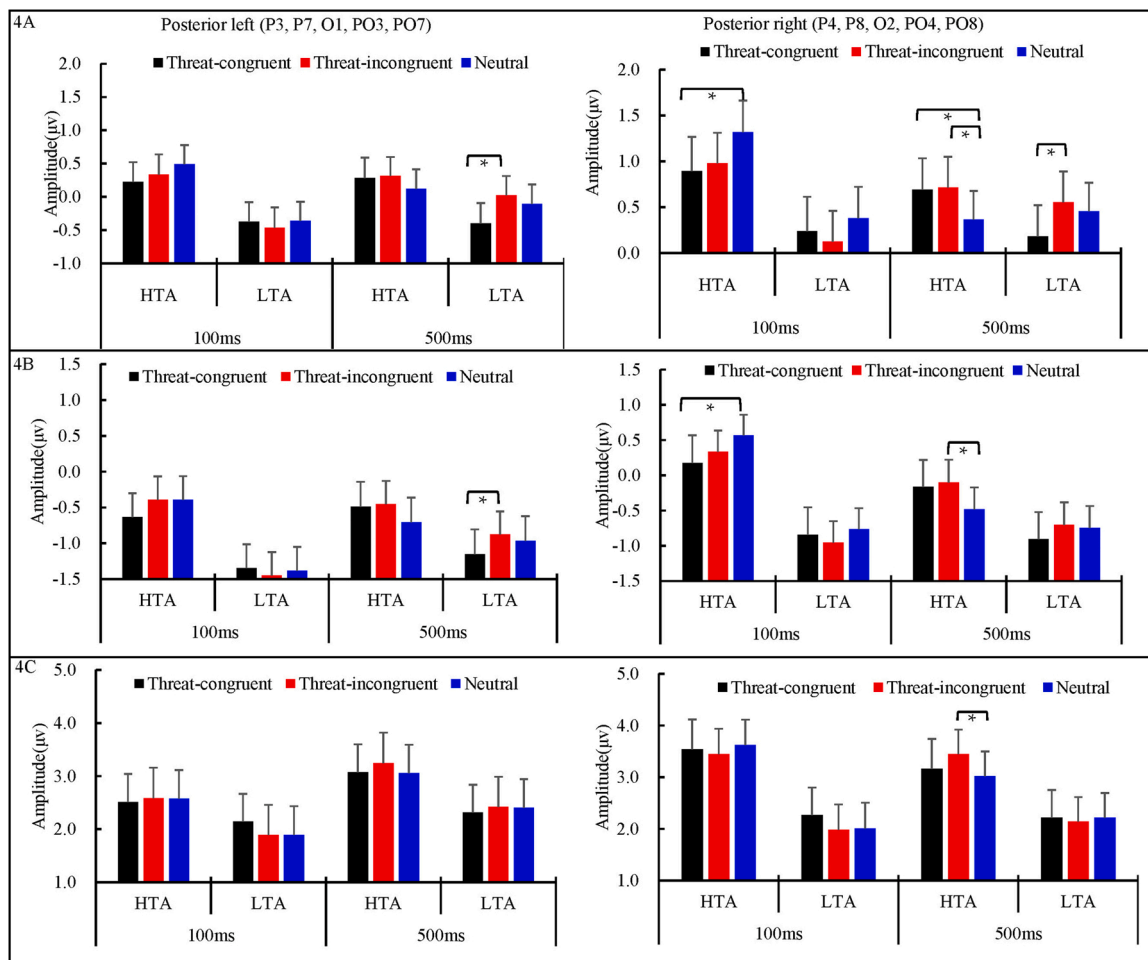 4A
Posterior left (P3, P7, O1, PO3, PO7)
Posterior right (P4, P8, O2, PO4, PO8)
Threat-congruent Threat-incongruent Neutral
Amplitude(μv)
2.0
1.5
1.0
0.5
0.0
-0.5
-1.0
*
HTA LTA HTA LTA
100ms 500ms
Threat-congruent Threat-incongruent Neutral
Amplitude(μv)
2.0
1.5
1.0
0.5
0.0
* * * *
HTA LTA HTA LTA
100ms 500ms
4B
Threat-congruent Threat-incongruent Neutral
Amplitude(μv)
1.5
1.0
0.5
0.0
-0.5
-1.0
-1.5
*
HTA LTA HTA LTA
100ms 500ms
Threat-congruent Threat-incongruent Neutral
Amplitude(μv)
1.5
1.0
0.5
0.0
-0.5
-1.0
-1.5
* *
HTA LTA HTA LTA
100ms 500ms
4C
Threat-congruent Threat-incongruent Neutral
Amplitude(μv)
5.0
4.0
3.0
2.0
1.0
HTA LTA HTA LTA
100ms 500ms
Threat-congruent Threat-incongruent Neutral
Amplitude(μv)
5.0
4.0
3.0
2.0
1.0
*
HTA LTA HTA LTA
100ms 500ms